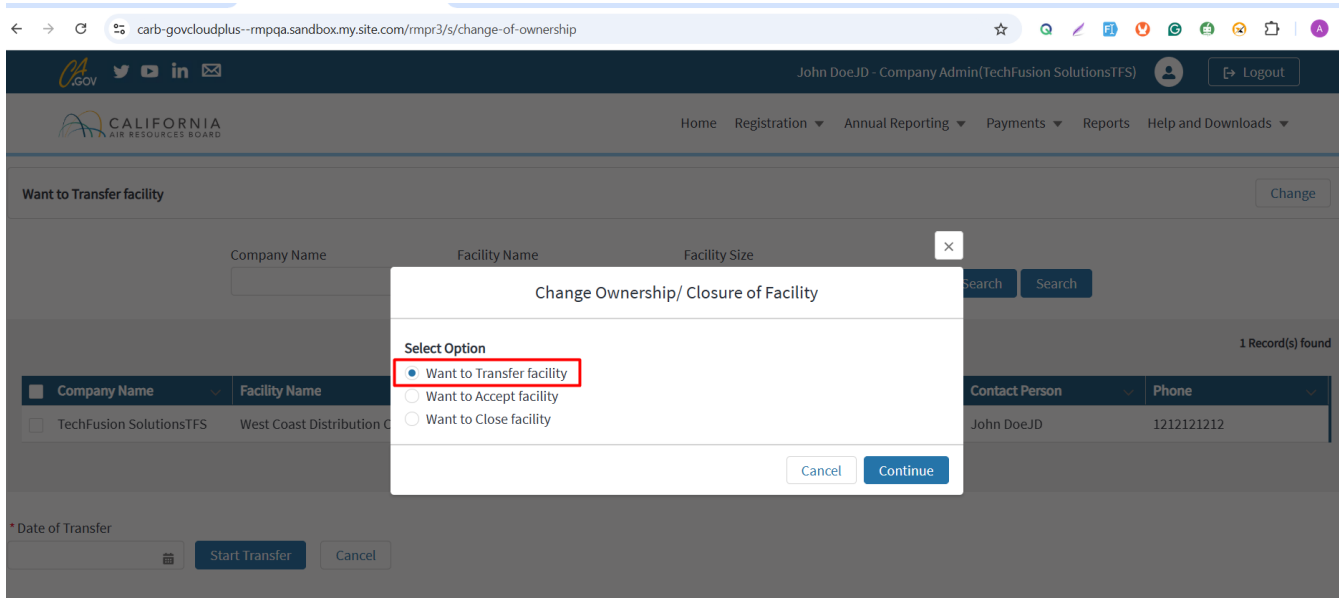 carb-govcloudplus--rmpqa.sandbox.my.site.com/rmpr3/s/change-of-ownership
A
CA.GOV
John DoeJD - Company Admin(TechFusion SolutionsTFS)
Logout
CALIFORNIA
AIR RESOURCES BOARD
Home Registration Annual Reporting Payments Reports Help and Downloads
Want to Transfer facility
Change
Company Name Facility Name Facility Size
Search Search
Change Ownership/ Closure of Facility
1 Record(s) found
Select Option
Want to Transfer facility
Want to Accept facility
Want to Close facility
Cancel Continue
Company Name Facility Name Contact Person Phone
TechFusion SolutionsTFS West Coast Distribution John DoeJD 1212121212
* Date of Transfer
Start Transfer Cancel